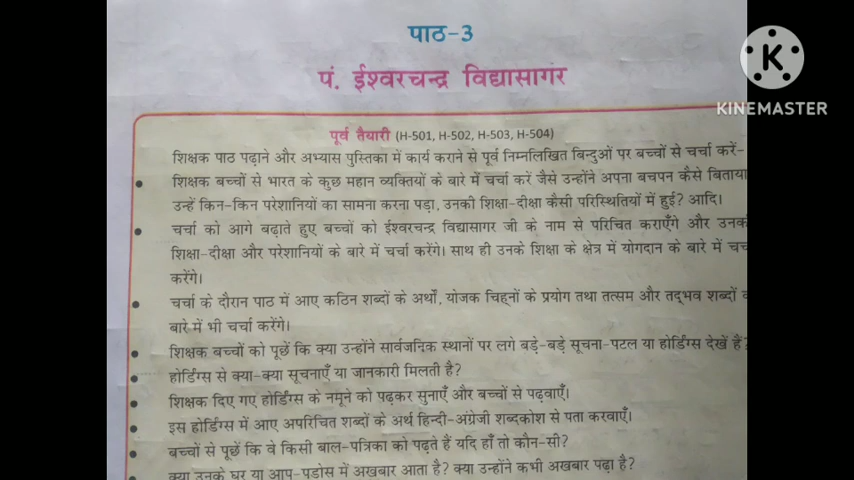 पाठ-3
पं. ईश्वरचन्द्र विद्यासागर
पूर्व तैयारी (H-501, H-502, H-503, H-504)
शिक्षक पाठ पढ़ाने और अभ्यास पुस्तिका में कार्य कराने से पूर्व निम्नलिखित बिन्दुओं पर बच्चों से चर्चा करें-
• शिक्षक बच्चों से भारत के कुछ महान व्यक्तियों के बारे में चर्चा करें जैसे उन्होंने अपना बचपन कैसे बिताया
उन्हें किन-किन परेशानियों का सामना करना पड़ा, उनकी शिक्षा-दीक्षा कैसी परिस्थितियों में हुई? आदि।
• चर्चा को आगे बढ़ाते हुए बच्चों को ईश्वरचन्द्र विद्यासागर जी के नाम से परिचित कराएँगे और उनक
शिक्षा-दीक्षा और परेशानियों के बारे में चर्चा करेंगे। साथ ही उनके शिक्षा के क्षेत्र में योगदान के बारे में चच
करेंगे।
• चर्चा के दौरान पाठ में आए कठिन शब्दों के अर्थों, योजक चिह्नों के प्रयोग तथा तत्सम और तद्भव शब्दों
बारे में भी चर्चा करेंगे।
• शिक्षक बच्चों को पूछें कि क्या उन्होंने सार्वजनिक स्थानों पर लगे बड़े-बड़े सूचना-पटल या होर्डिंग्स देखें हैं?
• होर्डिंग्स से क्या-क्या सूचनाएँ या जानकारी मिलती है?
• शिक्षक दिए गए होर्डिंग्स के नमूने को पढ़कर सुनाएँ और बच्चों से पढ़वाएँ।
• इस होर्डिंग्स में आए अपरिचित शब्दों के अर्थ हिन्दी-अंग्रेजी शब्दकोश से पता करवाएँ।
• बच्चों से पूछें कि वे किसी बाल-पत्रिका को पढ़ते हैं यदि हाँ तो कौन-सी?
• क्या उनके घर या आप-पड़ोस में अखबार आता है? क्या उन्होंने कभी अखबार पढ़ा है?
K
KINEMASTER